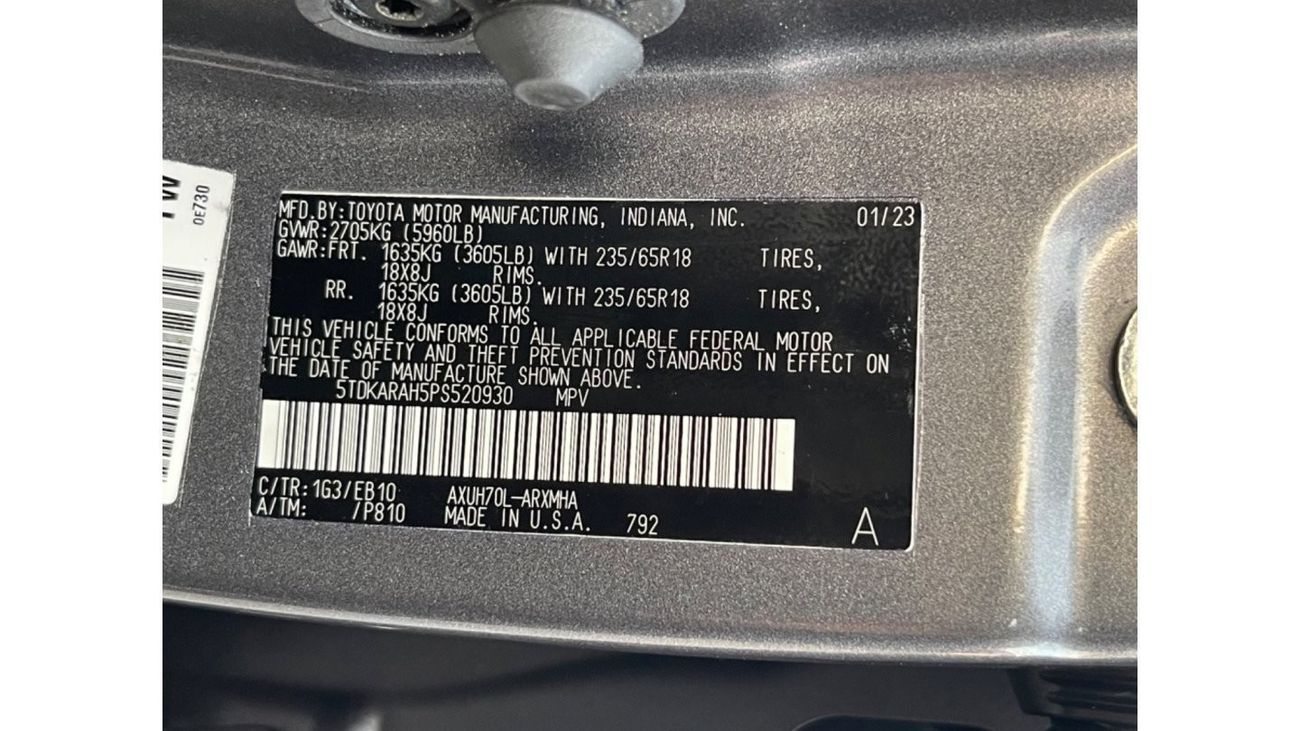 MFD.BY:TOYOTA MOTOR MANUFACTURING, INDIANA, INC. 01/23
GVWR:2705KG (5960LB)
GAWR:FRT. 1635KG (3605LB) WITH 235/65R18 TIRES,
18X8J RIMS.
RR. 1635KG (3605LB) WITH 235/65R18 TIRES,
18X8J RIMS.
THIS VEHICLE CONFORMS TO ALL APPLICABLE FEDERAL MOTOR
VEHICLE SAFETY AND THEFT PREVENTION STANDARDS IN EFFECT ON
THE DATE OF MANUFACTURE SHOWN ABOVE.
5TDKARAH5PS520930 MPV
C/TR:1G3/EB10 AXUH70L-ARXMHA
A/TM: /P810 MADE IN U.S.A. 792 A
0E730